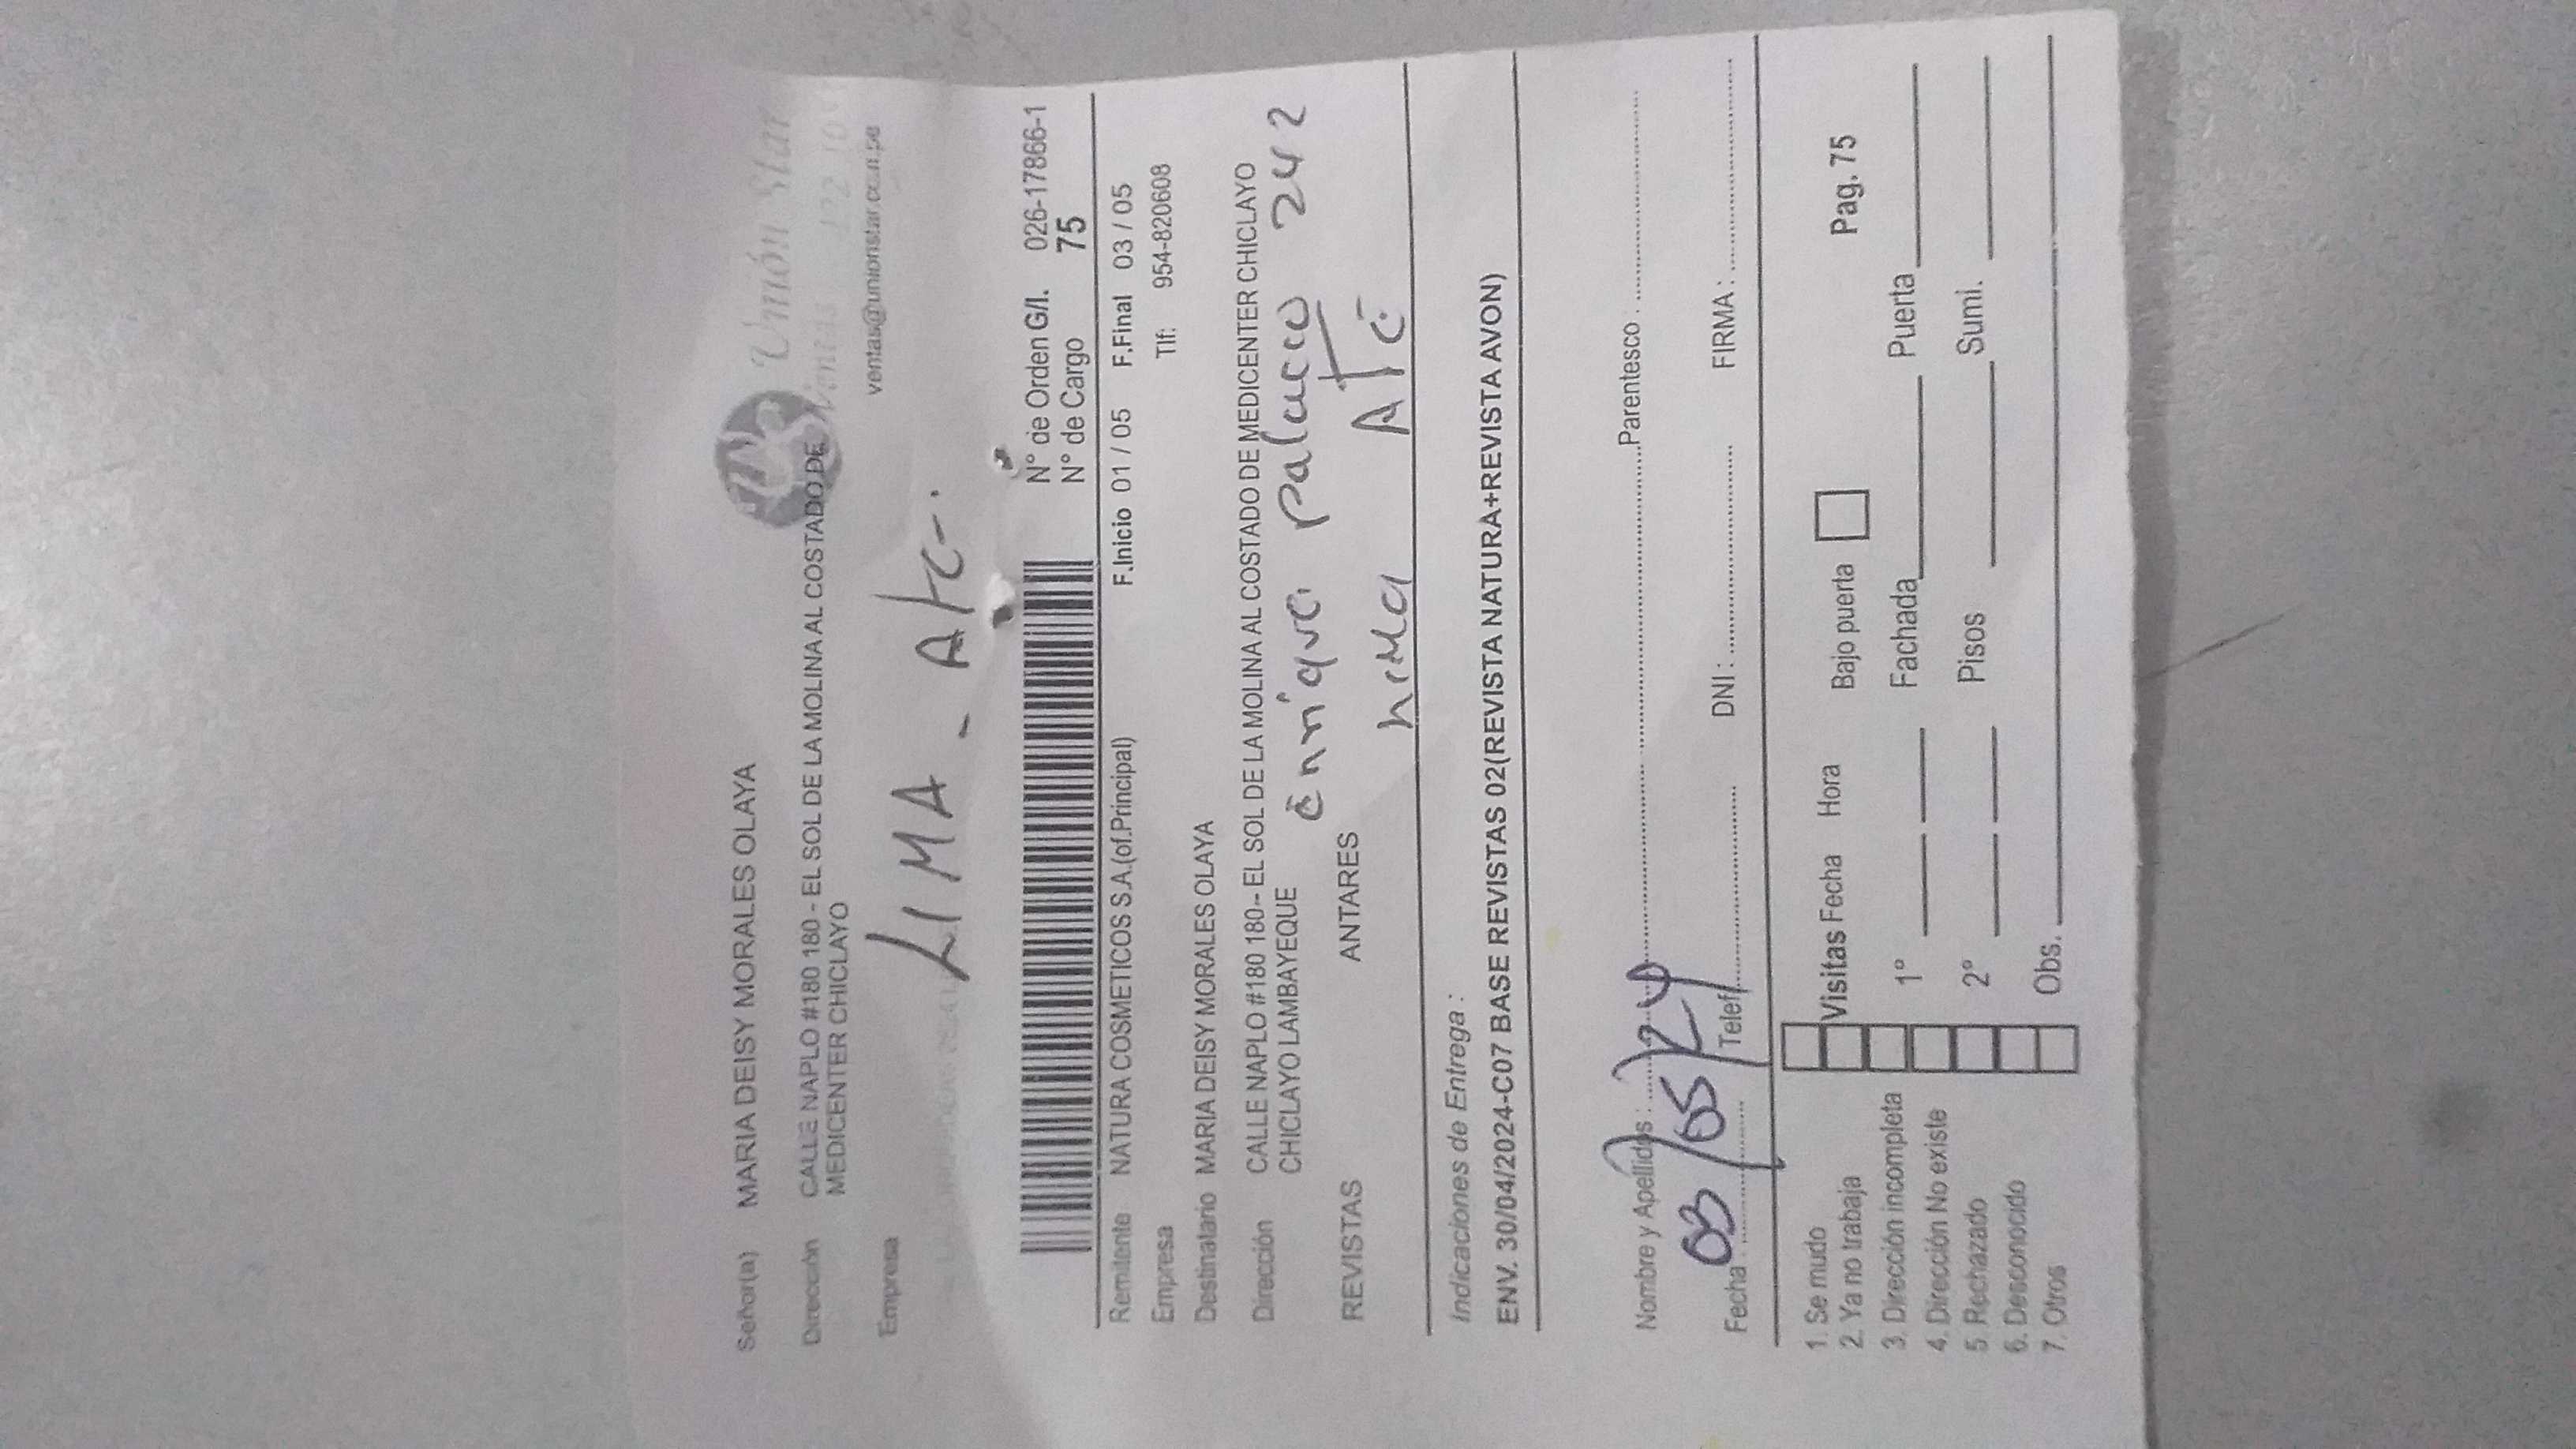 Unión Star
Señor(a) MARIA DEISY MORALES OLAYA
Dirección CALLE NAPLO #180 180 - EL SOL DE LA MOLINA AL COSTADO DE
MEDICENTER CHICLAYO
ventas@unionstar.com.pe
Empresa
LIMA - Ate.
N° de Orden G/I. 026-17866-1
N° de Cargo 75
Remitente NATURA COSMETICOS S.A.(of.Principal) F.Inicio 01 / 05 F.Final 03 / 05
Empresa Tlf: 954-820608
Destinatario MARIA DEISY MORALES OLAYA
Dirección CALLE NAPLO #180 180-- EL SOL DE LA MOLINA AL COSTADO DE MEDICENTER CHICLAYO
CHICLAYO LAMBAYEQUE
242
REVISTAS ANTARES
Lima ATE
Indicaciones de Entrega :
ENV. 30/04/2024-C07 BASE REVISTAS 02(REVISTA NATURA+REVISTA AVON)
Nombre y Apellidos : Parentesco
Fecha 03/05/24 Telef. DNI : FIRMA :
1. Se mudo
2. Ya no trabaja Visitas Fecha Hora Bajo puerta Pag. 75
3. Dirección incompleta 1° Fachada Puerta
4. Dirección No existe
5 Rechazado 2° Pisos Sumi.
6. Desconocido
7. Otros Obs.